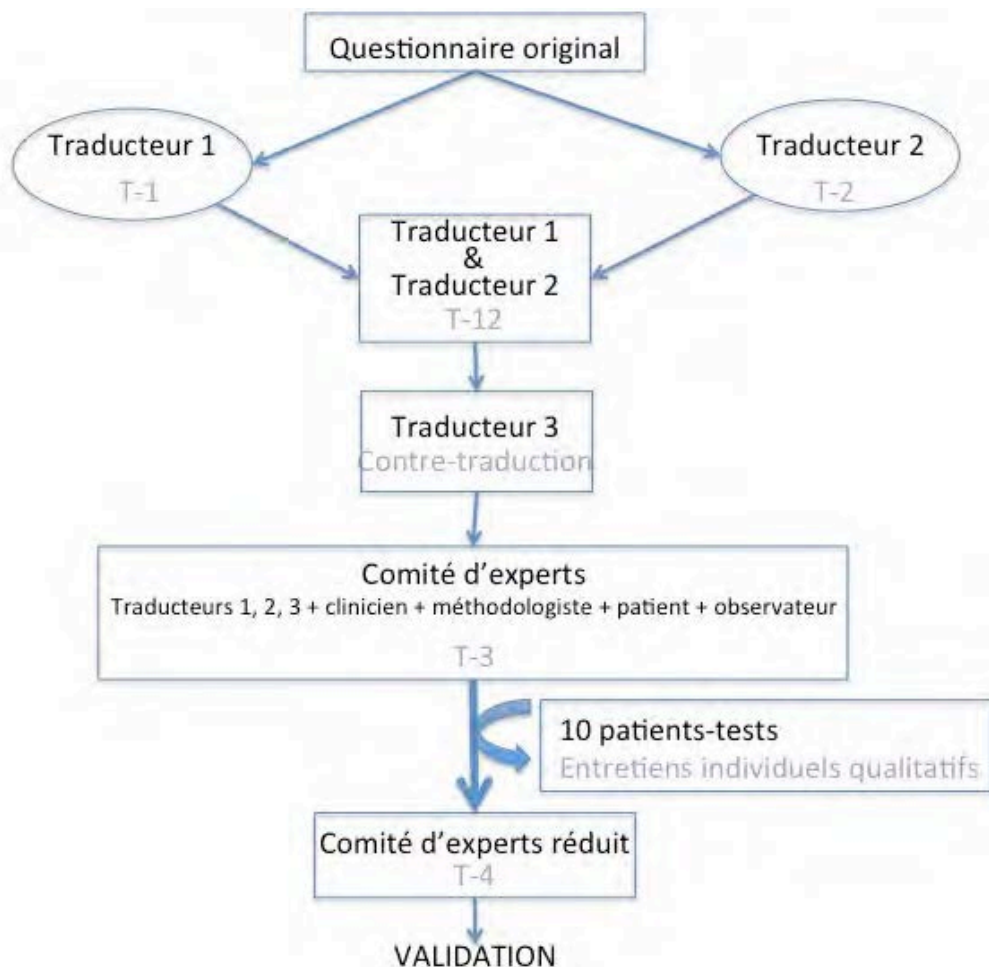 Questionnaire original
Traducteur 1
T-1
Traducteur 2
T-2
Traducteur 1
&
Traducteur 2
T-12
Traducteur 3
Contre-traduction
Comité d'experts
Traducteurs 1, 2, 3 + clinicien + méthodologiste + patient + observateur
T-3
10 patients-tests
Entretiens individuels qualitatifs
Comité d'experts réduit
T-4
VALIDATION